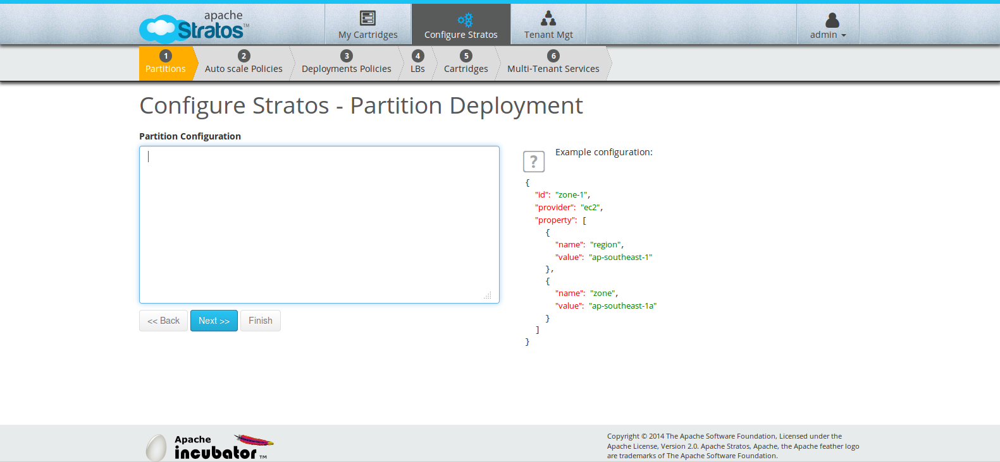 apache
Stratos™
My Cartridges
Configure Stratos
Tenant Mgt
admin
1
Partitions
2
Auto scale Policies
3
Deployments Policies
4
LBs
5
Cartridges
6
Multi-Tenant Services
Configure Stratos - Partition Deployment
Partition Configuration
<< Back
Next >>
Finish
?
Example configuration:
{
"id": "zone-1",
"provider": "ec2",
"property": [
{
"name": "region",
"value": "ap-southeast-1"
},
{
"name": "zone",
"value": "ap-southeast-1a"
}
]
}
Apache
incubator™
Copyright © 2014 The Apache Software Foundation, Licensed under the
Apache License, Version 2.0. Apache Stratos, Apache, the Apache feather logo
are trademarks of The Apache Software Foundation.